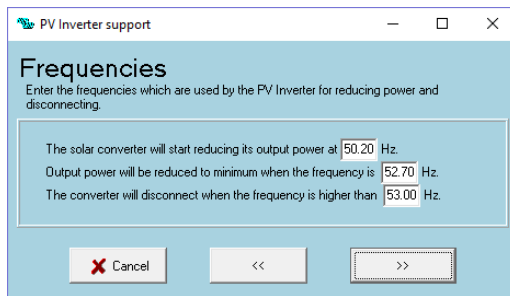 PV Inverter support
Frequencies
Enter the frequencies which are used by the PV Inverter for reducing power and
disconnecting.
The solar converter will start reducing its output power at 50.20 Hz.
Output power will be reduced to minimum when the frequency is 52.70 Hz.
The converter will disconnect when the frequency is higher than 53.00 Hz.
Cancel << >>